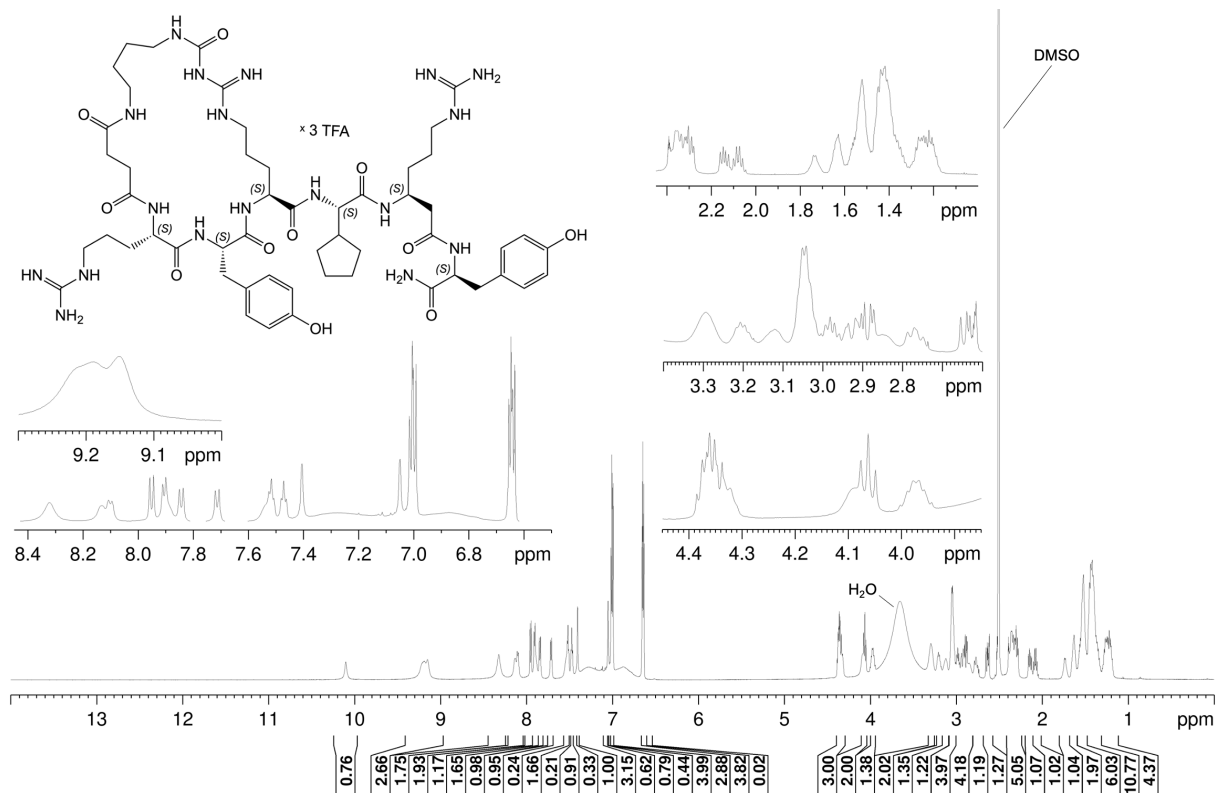 H
N
O
HN
NH
O
NH
HN
x 3 TFA
HN
NH2
NH
O
H
N
(S)
O
HN
(S)
O
H
N
(S)
O
N
H
(S)
O
N
H
(S)
O
NH
(S)
H2N
O
OH
HN
NH
NH2
OH
DMSO
2.2 2.0 1.8 1.6 1.4 ppm
3.3 3.2 3.1 3.0 2.9 2.8 ppm
9.2 9.1 ppm
8.4 8.2 8.0 7.8 7.6 7.4 7.2 7.0 6.8 ppm
4.4 4.3 4.2 4.1 4.0 ppm
H2O
13 12 11 10 9 8 7 6 5 4 3 2 1 ppm
0.76 2.66 1.75 1.93 1.17 1.65 0.98 0.95 0.24 1.66 0.21 0.91 0.33 1.00 3.15 0.62 0.79 0.44 3.99 2.88 3.82 0.02 3.00 2.00 1.38 2.02 1.35 1.22 3.97 4.18 1.19 1.27 5.05 1.07 1.02 1.04 1.97 6.03 10.77 4.37